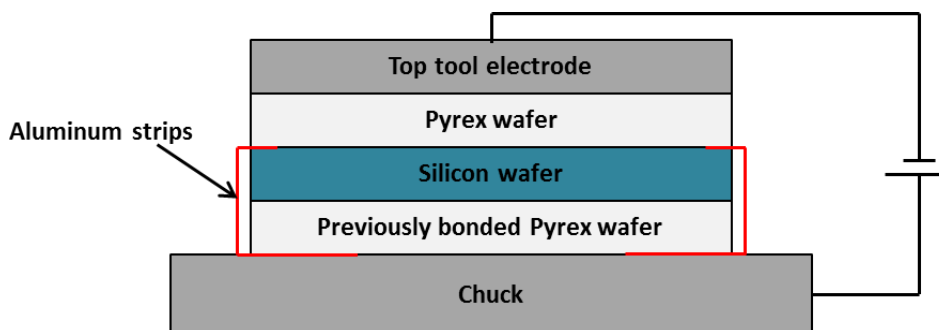 Top tool electrode
Pyrex wafer
Aluminum strips
Silicon wafer
Previously bonded Pyrex wafer
Chuck